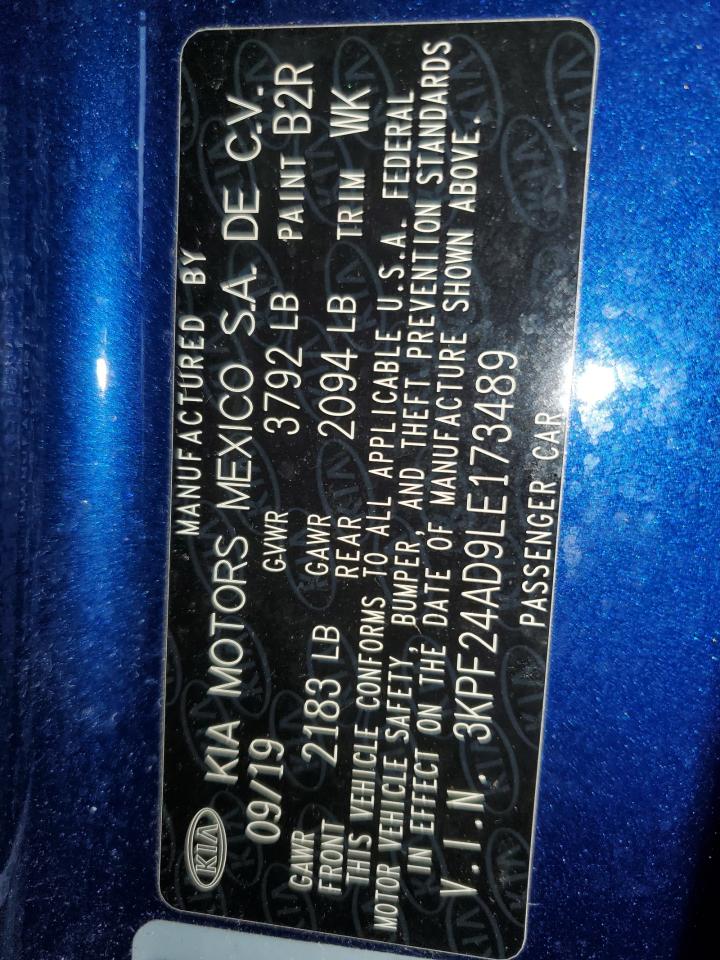 MANUFACTURED BY
KIA KIA MOTORS MEXICO S.A. DE C.V.
09/19 GVWR 3792 LB PAINT B2R
GAWR FRONT 2183 LB GAWR REAR 2094 LB TRIM WK
THIS VEHICLE CONFORMS TO ALL APPLICABLE U.S.A. FEDERAL
MOTOR VEHICLE SAFETY, BUMPER, AND THEFT PREVENTION STANDARDS
IN EFFECT ON THE DATE OF MANUFACTURE SHOWN ABOVE.
V.I.N. 3KPF24AD9LE173489
PASSENGER CAR